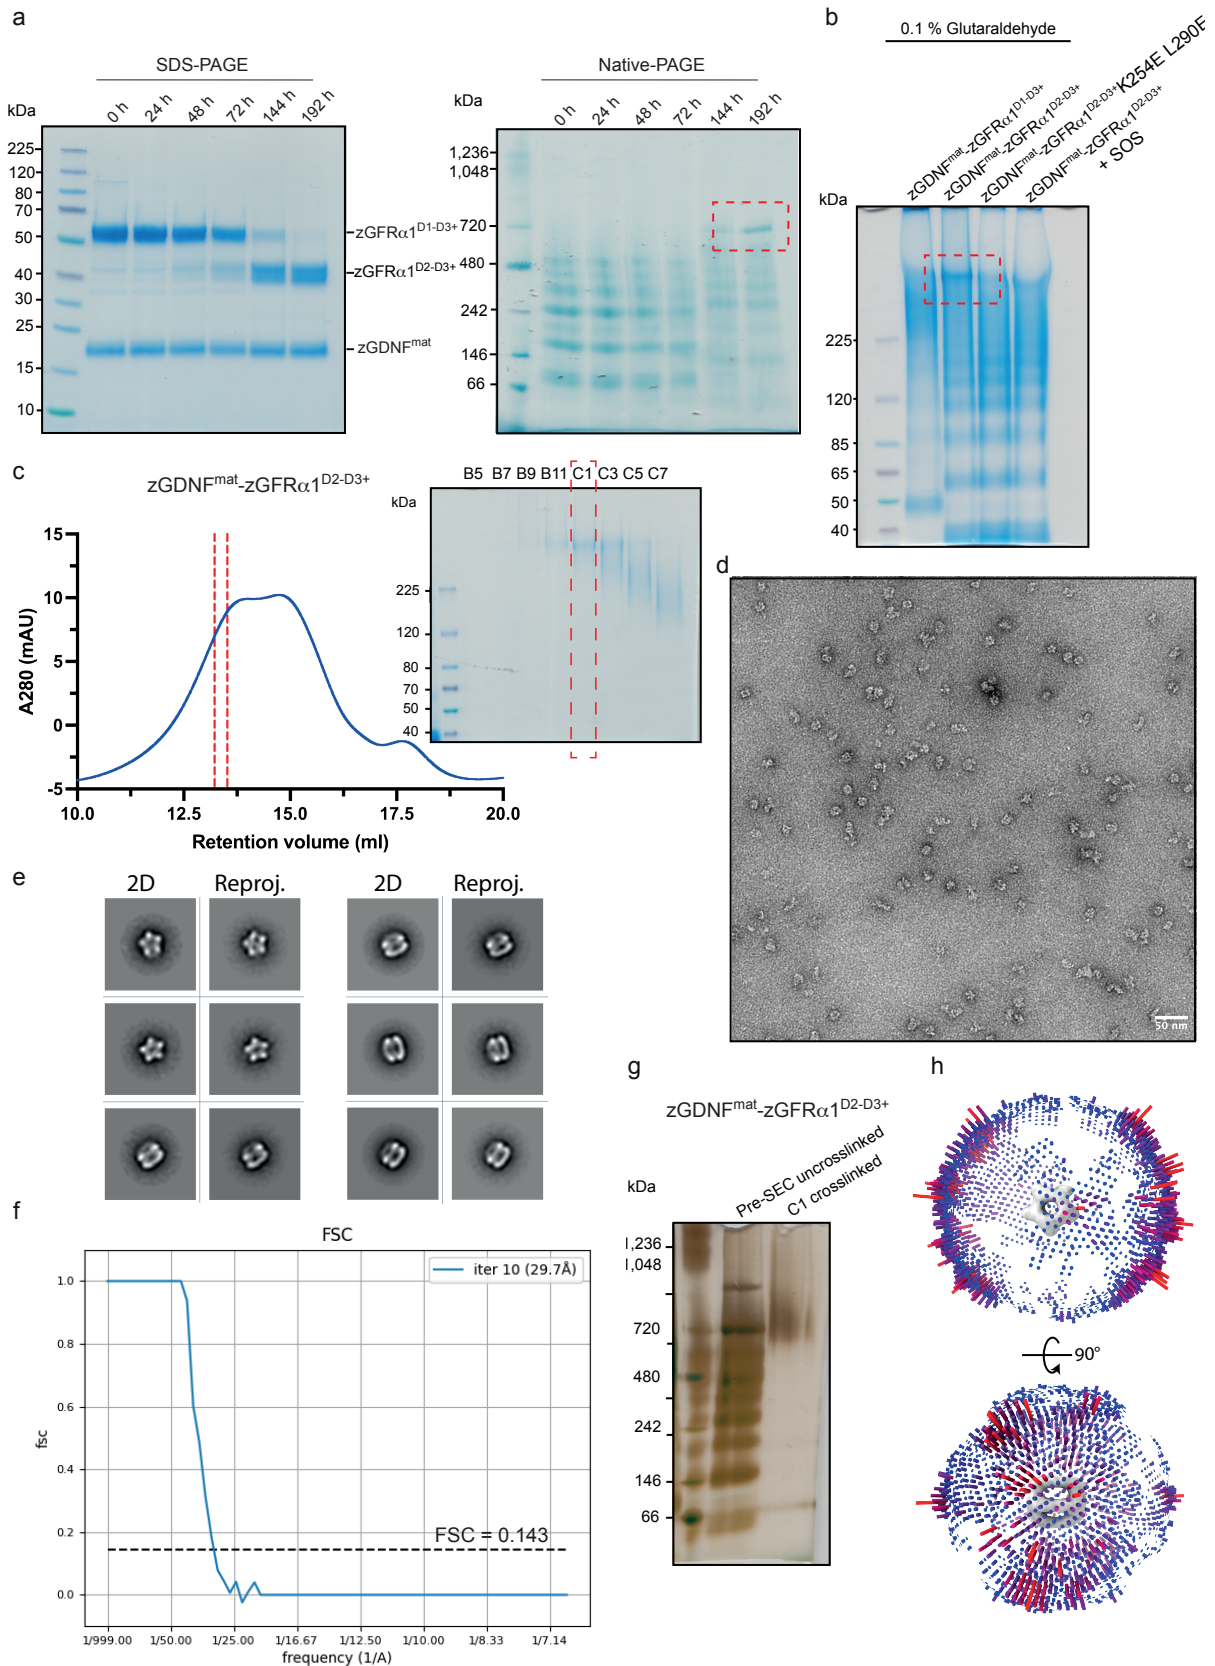 a
SDS-PAGE
kDa
0 h 24 h 48 h 72 h 144 h 192 h
225
120
80
70
50
40
30
25
15
10
zGFRα1D1-D3+
zGFRα1D2-D3+
zGDNFmat
Native-PAGE
kDa
0 h 24 h 48 h 72 h 144 h 192 h
1,236
1,048
720
480
242
146
66
b
0.1 % Glutaraldehyde
zGDNFmat-zGFRα1D1-D3+
zGDNFmat-zGFRα1D2-D3+
zGDNFmat-zGFRα1D2-D3+K254E L290E
zGDNFmat-zGFRα1D2-D3+
+ SOS
kDa
225
120
85
65
50
40
c
zGDNFmat-zGFRα1D2-D3+
A280 (mAU)
15
10
5
0
-5
10.0 12.5 15.0 17.5 20.0
Retention volume (ml)
B5 B7 B9 B11 C1 C3 C5 C7
kDa
225
120
80
70
50
40
d
50 nm
e
2D Reproj. 2D Reproj.
f
FSC
iter 10 (29.7Å)
fsc
1.0
0.8
0.6
0.4
0.2
0.0
FSC = 0.143
1/999.00 1/50.00 1/25.00 1/16.67 1/12.50 1/10.00 1/8.33 1/7.14
frequency (1/A)
g
zGDNFmat-zGFRα1D2-D3+
Pre-SEC uncrosslinked
C1 crosslinked
kDa
1,236
1,048
720
480
242
146
66
h
90°